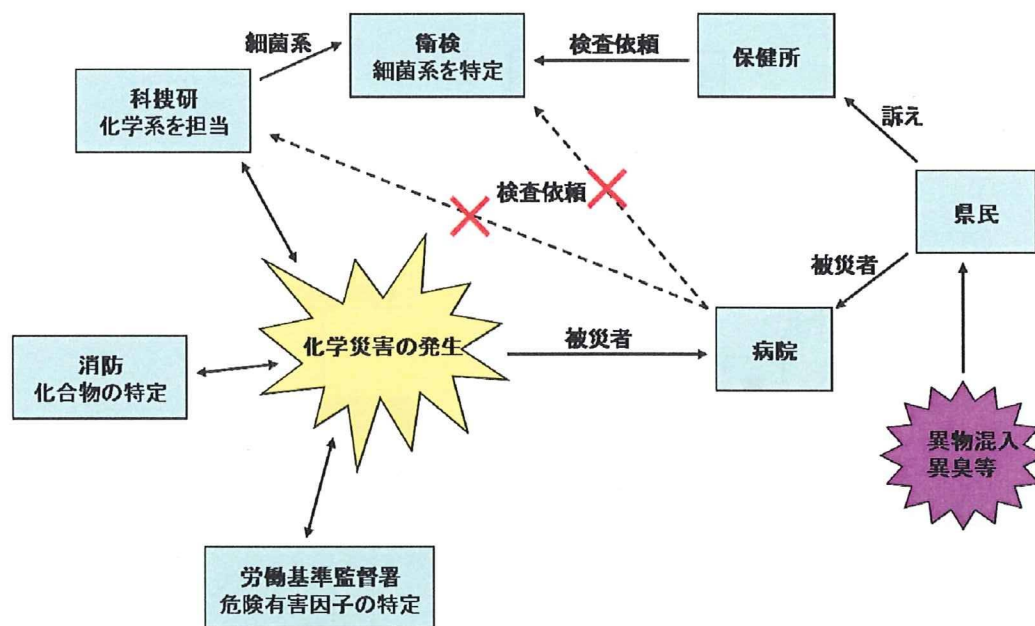 細菌系
衛検
細菌系を特定
検査依頼
保健所
科捜研
化学系を担当
訴え
検査依頼
県民
被災者
化学災害の発生
被災者
病院
消防
化合物の特定
異物混入
異臭等
労働基準監督署
危険有害因子の特定